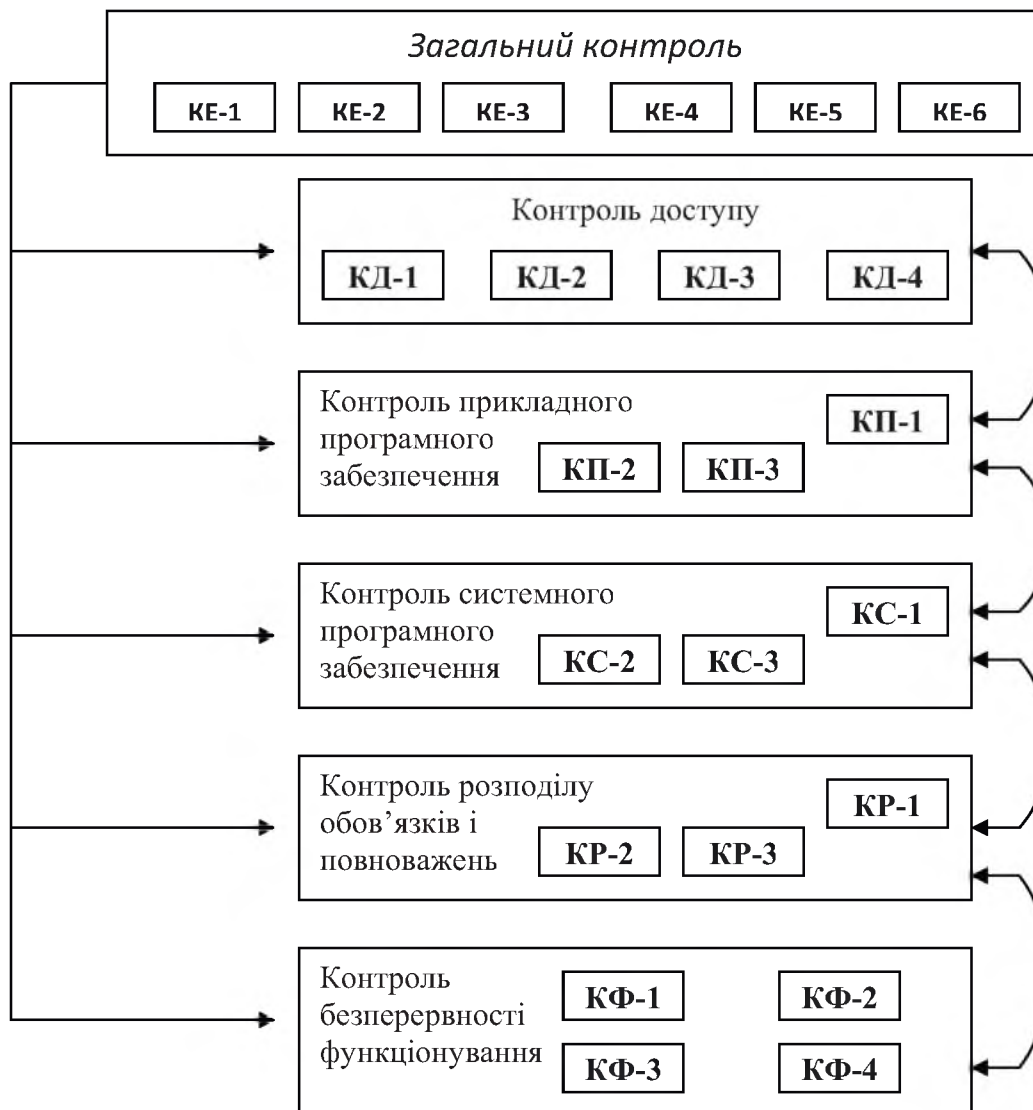 Загальний контроль
КЕ-1 КЕ-2 КЕ-3 КЕ-4 КЕ-5 КЕ-6
Контроль доступу
КД-1 КД-2 КД-3 КД-4
Контроль прикладного
програмного
забезпечення
КП-1
КП-2 КП-3
Контроль системного
програмного
забезпечення
КС-1
КС-2 КС-3
Контроль розподілу
обов’язків і
повноважень
КР-1
КР-2 КР-3
Контроль
безперервності
функціонування
КФ-1 КФ-2
КФ-3 КФ-4